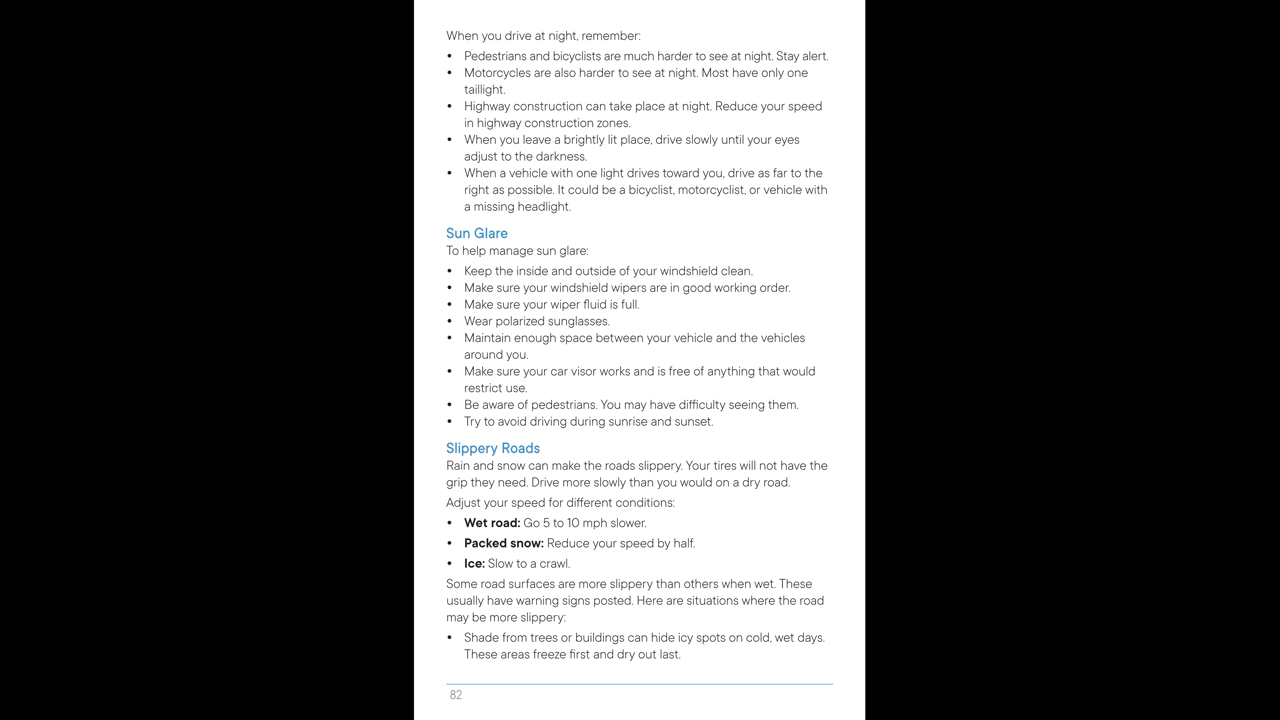 When you drive at night, remember:
• Pedestrians and bicyclists are much harder to see at night. Stay alert.
• Motorcycles are also harder to see at night. Most have only one
taillight.
• Highway construction can take place at night. Reduce your speed
in highway construction zones.
• When you leave a brightly lit place, drive slowly until your eyes
adjust to the darkness.
• When a vehicle with one light drives toward you, drive as far to the
right as possible. It could be a bicyclist, motorcyclist, or vehicle with
a missing headlight.
Sun Glare
To help manage sun glare:
• Keep the inside and outside of your windshield clean.
• Make sure your windshield wipers are in good working order.
• Make sure your wiper fluid is full.
• Wear polarized sunglasses.
• Maintain enough space between your vehicle and the vehicles
around you.
• Make sure your car visor works and is free of anything that would
restrict use.
• Be aware of pedestrians. You may have difficulty seeing them.
• Try to avoid driving during sunrise and sunset.
Slippery Roads
Rain and snow can make the roads slippery. Your tires will not have the
grip they need. Drive more slowly than you would on a dry road.
Adjust your speed for different conditions:
• Wet road: Go 5 to 10 mph slower.
• Packed snow: Reduce your speed by half.
• Ice: Slow to a crawl.
Some road surfaces are more slippery than others when wet. These
usually have warning signs posted. Here are situations where the road
may be more slippery:
• Shade from trees or buildings can hide icy spots on cold, wet days.
These areas freeze first and dry out last.
82